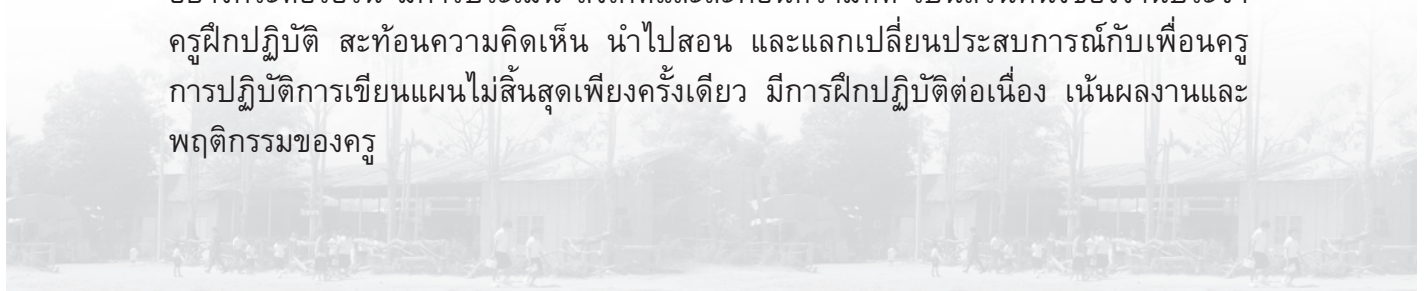 ครูฝึกปฏิบัติ สะท้อนความคิดเห็น นำไปสอน และแลกเปลี่ยนประสบการณ์กับเพื่อนครู
การปฏิบัติการเขียนแผนไม่สิ้นสุดเพียงครั้งเดียว มีการฝึกปฏิบัติต่อเนื่อง เน้นผลงานและ
พฤติกรรมของครู